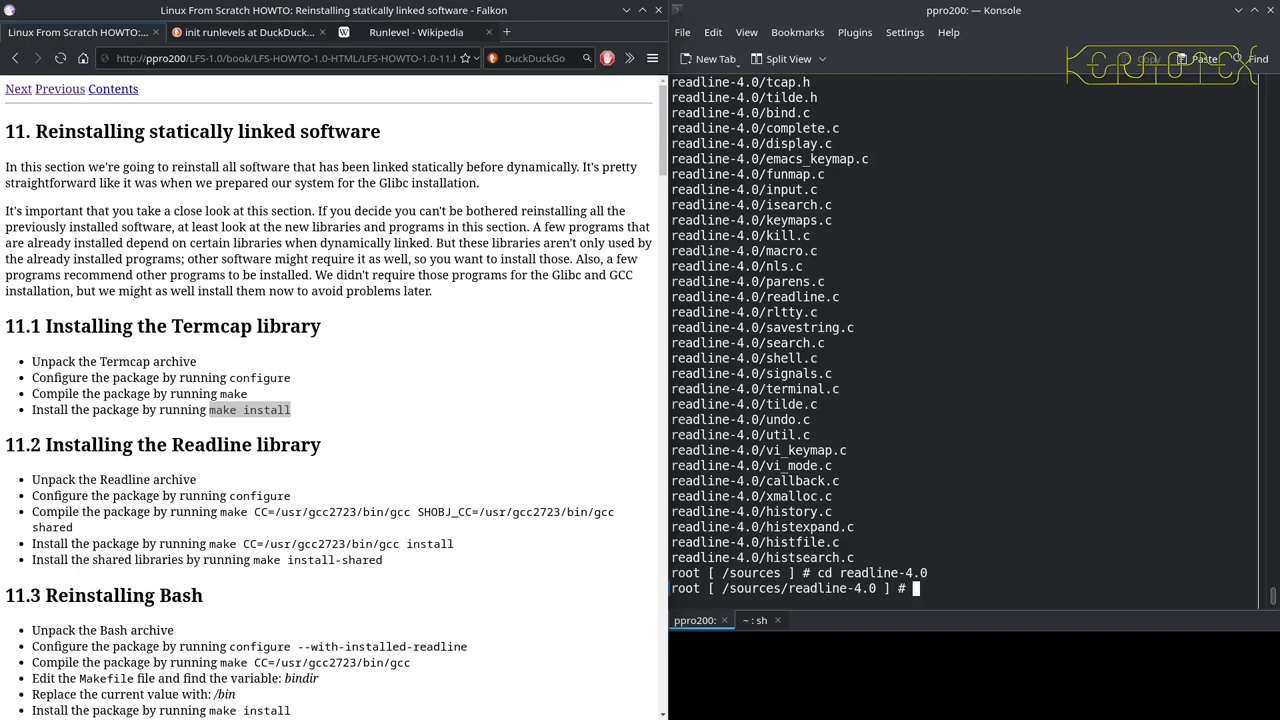 Linux From Scratch HOWTO: Reinstalling statically linked software - Falkon
Linux From Scratch HOWTO:...
init runlevels at DuckDuck...
Runlevel - Wikipedia
http://ppro200/LFS-1.0/book/LFS-HOWTO-1.0-HTML/LFS-HOWTO-1.0-11.
DuckDuckGo
Next Previous Contents
11. Reinstalling statically linked software
In this section we're going to reinstall all software that has been linked statically before dynamically. It's pretty
straightforward like it was when we prepared our system for the Glibc installation.
It's important that you take a close look at this section. If you decide you can't be bothered reinstalling all the
previously installed software, at least look at the new libraries and programs in this section. A few programs that
are already installed depend on certain libraries when dynamically linked. But these libraries aren't only used by
the already installed programs; other software might require it as well, so you want to install those. Also, a few
programs recommend other programs to be installed. We didn't require those programs for the Glibc and GCC
installation, but we might as well install them now to avoid problems later.
11.1 Installing the Termcap library
Unpack the Termcap archive
Configure the package by running configure
Compile the package by running make
Install the package by running make install
11.2 Installing the Readline library
Unpack the Readline archive
Configure the package by running configure
Compile the package by running make CC=/usr/gcc2723/bin/gcc SHOBJ_CC=/usr/gcc2723/bin/gcc
shared
Install the package by running make CC=/usr/gcc2723/bin/gcc install
Install the shared libraries by running make install-shared
11.3 Reinstalling Bash
Unpack the Bash archive
Configure the package by running configure --with-installed-readline
Compile the package by running make CC=/usr/gcc2723/bin/gcc
Edit the Makefile file and find the variable: bindir
Replace the current value with: /bin
Install the package by running make install
ppro200: — Konsole
File Edit View Bookmarks Plugins Settings Help
New Tab Split View Copy Paste Find
readline-4.0/tcap.h
readline-4.0/tilde.h
readline-4.0/bind.c
readline-4.0/complete.c
readline-4.0/display.c
readline-4.0/emacs_keymap.c
readline-4.0/funmap.c
readline-4.0/input.c
readline-4.0/isearch.c
readline-4.0/keymaps.c
readline-4.0/kill.c
readline-4.0/macro.c
readline-4.0/nls.c
readline-4.0/parens.c
readline-4.0/readline.c
readline-4.0/rltty.c
readline-4.0/savestring.c
readline-4.0/search.c
readline-4.0/shell.c
readline-4.0/signals.c
readline-4.0/terminal.c
readline-4.0/tilde.c
readline-4.0/undo.c
readline-4.0/util.c
readline-4.0/vi_keymap.c
readline-4.0/vi_mode.c
readline-4.0/callback.c
readline-4.0/xmalloc.c
readline-4.0/history.c
readline-4.0/histexpand.c
readline-4.0/histfile.c
readline-4.0/histsearch.c
root [ /sources ] # cd readline-4.0
root [ /sources/readline-4.0 ] #
ppro200:
~ : sh